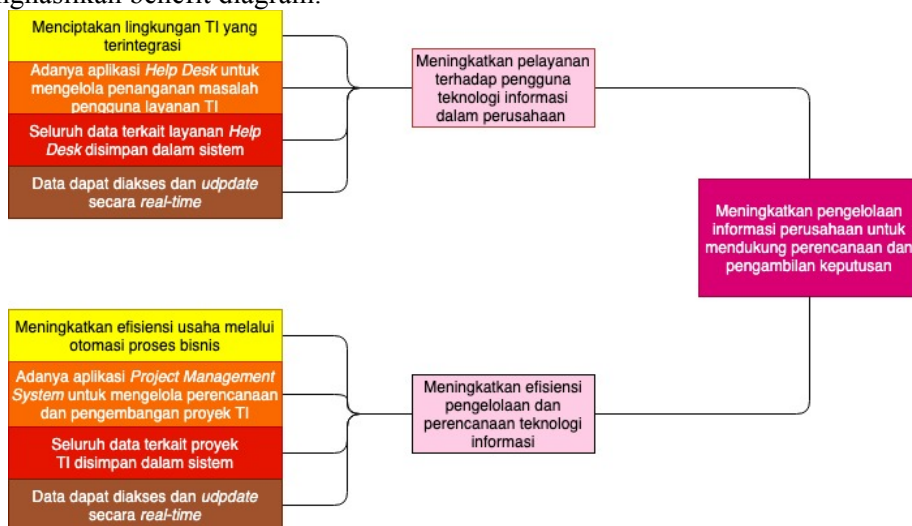 nghasilkan benefit diagram.
Menciptakan lingkungan TI yang
terintegrasi
Adanya aplikasi Help Desk untuk
mengelola penanganan masalah
pengguna layanan TI
Seluruh data terkait layanan Help
Desk disimpan dalam sistem
Data dapat diakses dan udpdate
secara real-time
Meningkatkan pelayanan
terhadap pengguna
teknologi informasi
dalam perusahaan
Meningkatkan pengelolaan
informasi perusahaan untuk
mendukung perencanaan dan
pengambilan keputusan
Meningkatkan efisiensi usaha melalui
otomasi proses bisnis
Adanya aplikasi Project Management
System untuk mengelola perencanaan
dan pengembangan proyek TI
Seluruh data terkait proyek
TI disimpan dalam sistem
Data dapat diakses dan udpdate
secara real-time
Meningkatkan efisiensi
pengelolaan dan
perencanaan teknologi
informasi